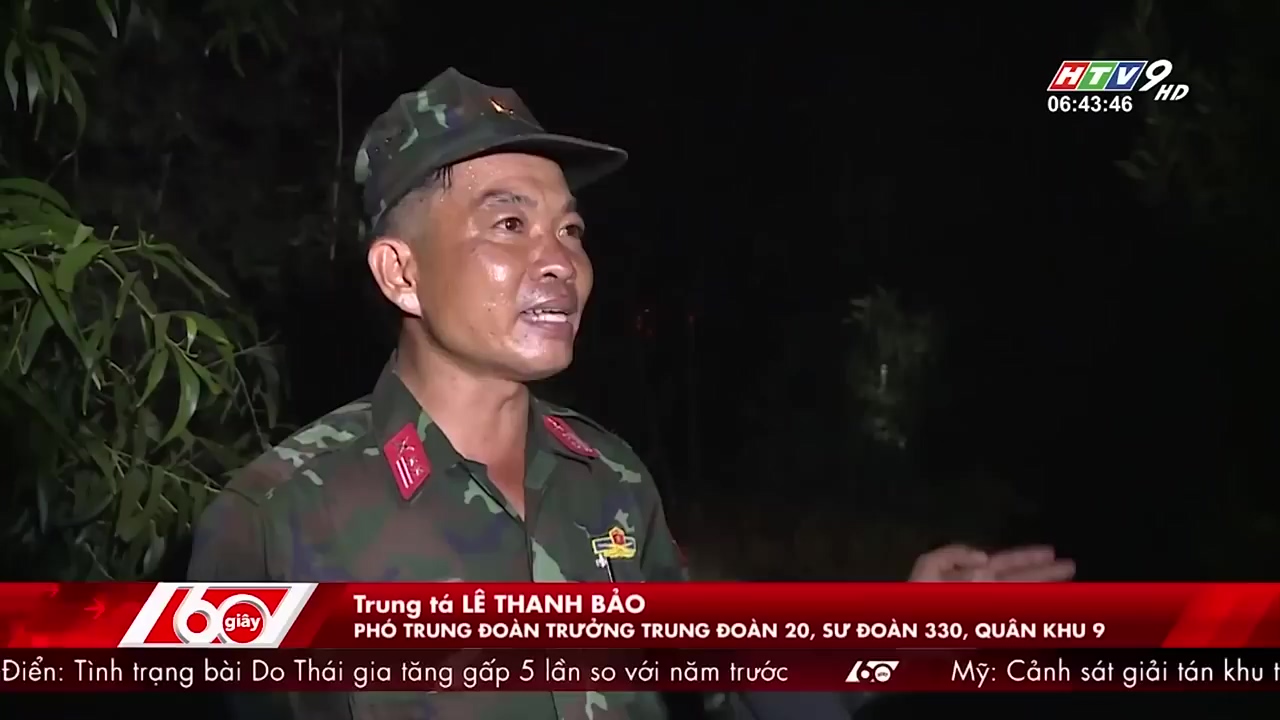 HTV9 HD
06:43:46
60 giây
Trung tá LÊ THANH BẢO
PHÓ TRUNG ĐOÀN TRƯỞNG TRUNG ĐOÀN 20, SƯ ĐOÀN 330, QUÂN KHU 9
Điển: Tình trạng bài Do Thái gia tăng gấp 5 lần so với năm trước 60 giây Mỹ: Cảnh sát giải tán khu t